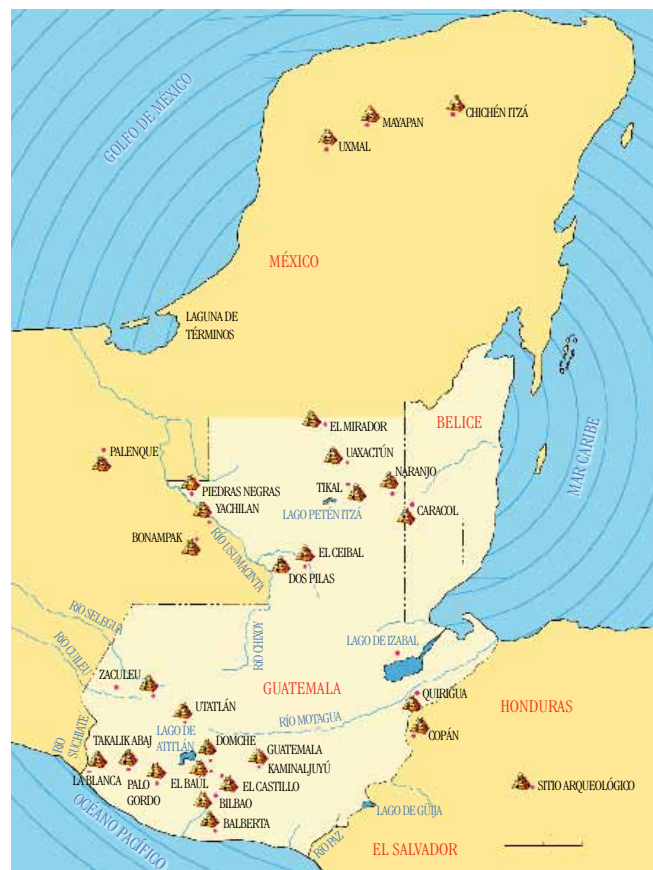 GOLFO DE MÉXICO
CHICHÉN ITZÁ
MAYAPAN
UXMAL
MÉXICO
LAGUNA DE
TÉRMINOS
EL MIRADOR
BELICE
MAR CARIBE
PALENQUE
UAXACTÚN
NARANJO
PIEDRAS NEGRAS
TIKAL
YACHILAN
LAGO PETÉN ITZÁ
CARACOL
BONAMPAK
RÍO USUMACINTA
EL CEIBAL
DOS PILAS
RÍO SELEGUA
RÍO CUILEU
RÍO CHIXOY
LAGO DE IZABAL
ZACULEU
GUATEMALA
QUIRIGUA
HONDURAS
UTATLÁN
RÍO MOTAGUA
COPÁN
RÍO
SUCHIATE
LAGO DE
ATITLÁN
DOMCHE
TAKALIK ABAJ
GUATEMALA
KAMINALJUYÚ
LA BLANCA
PALO
GORDO
EL BAÚL
EL CASTILLO
SITIO ARQUEOLÓGICO
BILBAO
LAGO DE GÜIJA
BALBERTA
OCÉANO PACÍFICO
RÍO PAZ
EL SALVADOR